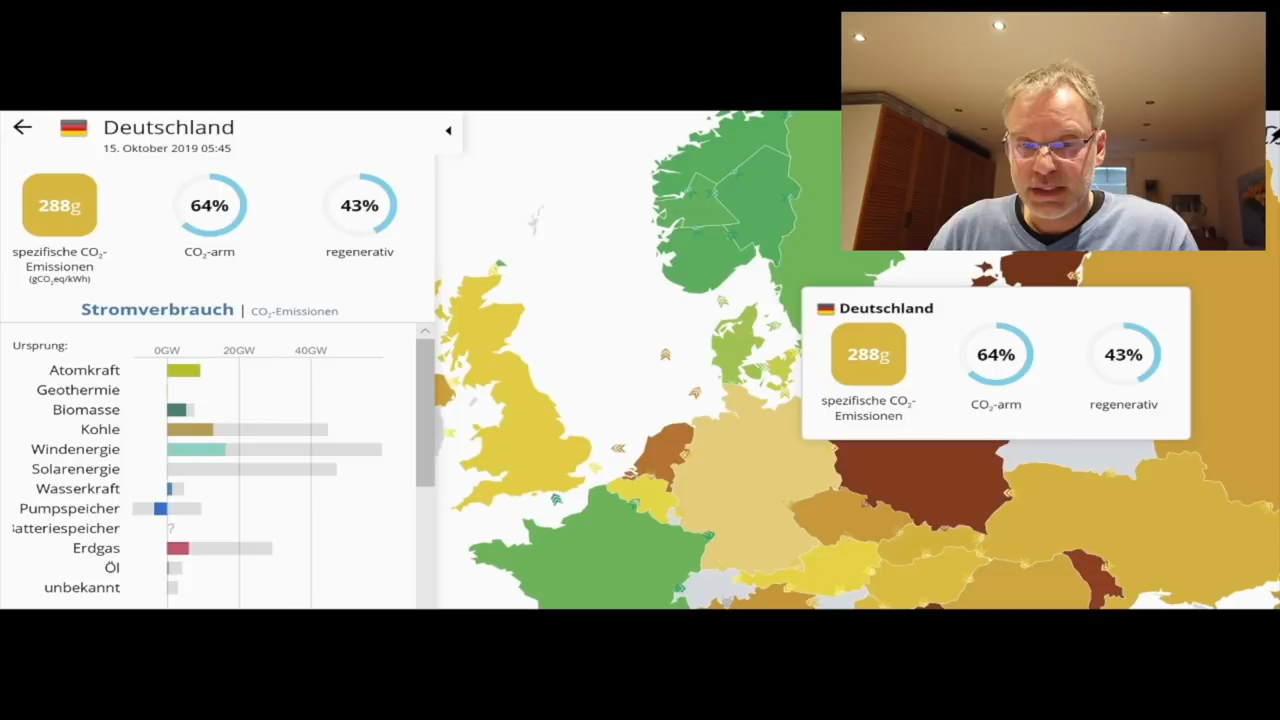 Deutschland
15. Oktober 2019 05:45
288g
64%
43%
spezifische CO₂-
Emissionen
(gCO₂eq/kWh)
CO₂-arm
regenerativ
Stromverbrauch | CO₂-Emissionen
Ursprung:
0GW 20GW 40GW
Atomkraft
Geothermie
Biomasse
Kohle
Windenergie
Solarenergie
Wasserkraft
Pumpspeicher
atteriespeicher ?
Erdgas
Öl
unbekannt
Deutschland
288g
64%
43%
spezifische CO₂-
Emissionen
CO₂-arm
regenerativ